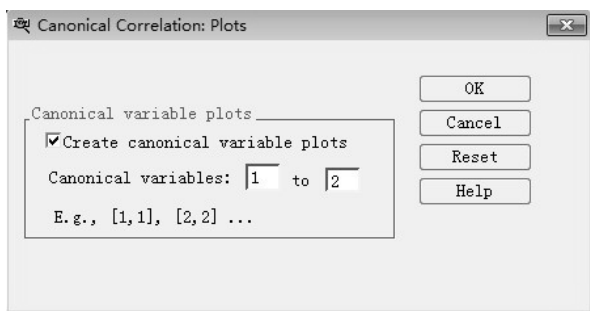 Canonical Correlation: Plots
Canonical variable plots
Create canonical variable plots
Canonical variables: 1 to 2
E.g., [1,1], [2,2] ...
OK
Cancel
Reset
Help